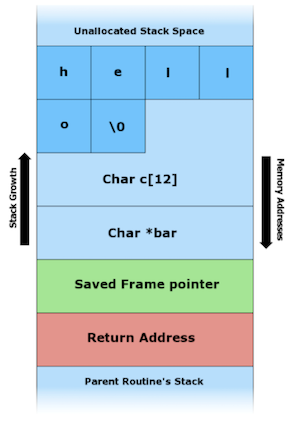 Unallocated Stack Space
h e l l
o \0
Char c[12]
Stack Growth
Memory Addresses
Char *bar
Saved Frame pointer
Return Address
Parent Routine's Stack